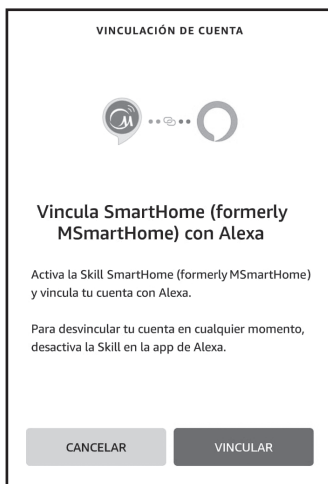 VINCULACIÓN DE CUENTA
Vincula SmartHome (formerly
MSmartHome) con Alexa
Activa la Skill SmartHome (formerly MSmartHome)
y vincula tu cuenta con Alexa.
Para desvincular tu cuenta en cualquier momento,
desactiva la Skill en la app de Alexa.
CANCELAR
VINCULAR